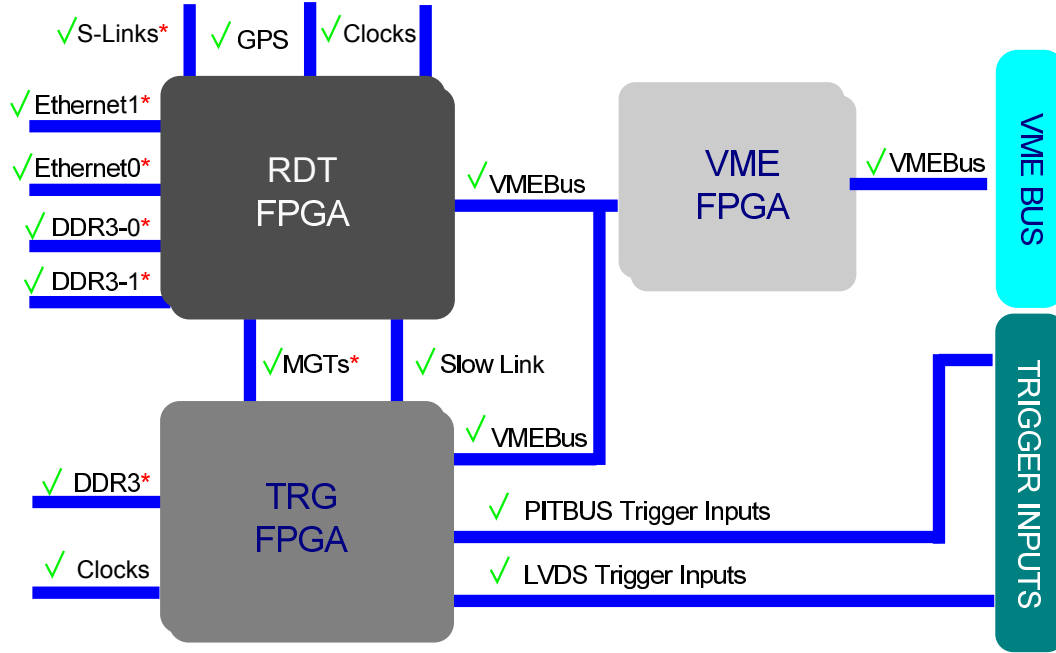 √S-Links*
√ GPS
√ Clocks
√ Ethernet1*
√ Ethernet0*
√ DDR3-0*
√ DDR3-1*
RDT
FPGA
√ VMEBus
VME
FPGA
√ VMEBus
VME BUS
√MGTs*
√ Slow Link
√ VMEBus
√ DDR3*
√ Clocks
TRG
FPGA
√ PITBUS Trigger Inputs
√ LVDS Trigger Inputs
TRIGGER INPUTS